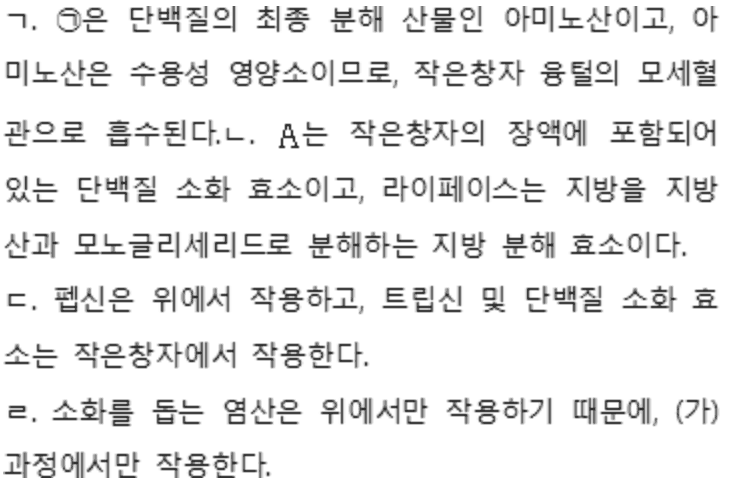 ㄱ. ㉠은 단백질의 최종 분해 산물인 아미노산이고, 아
미노산은 수용성 영양소이므로, 작은창자 융털의 모세혈
관으로 흡수된다.ㄴ. A는 작은창자의 장액에 포함되어
있는 단백질 소화 효소이고, 라이페이스는 지방을 지방
산과 모노글리세리드로 분해하는 지방 분해 효소이다.
ㄷ. 펩신은 위에서 작용하고, 트립신 및 단백질 소화 효
소는 작은창자에서 작용한다.
ㄹ. 소화를 돕는 염산은 위에서만 작용하기 때문에, (가)
과정에서만 작용한다.